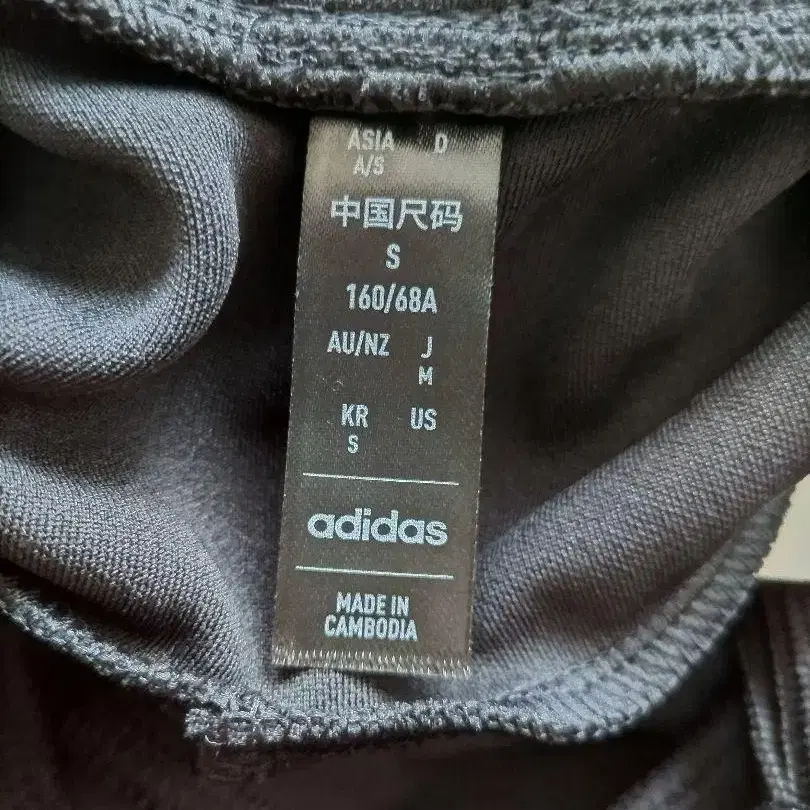 ASIA D
A/S
中国尺码
S
160/68A
AU/NZ J
M
KR US
S
adidas
MADE IN
CAMBODIA